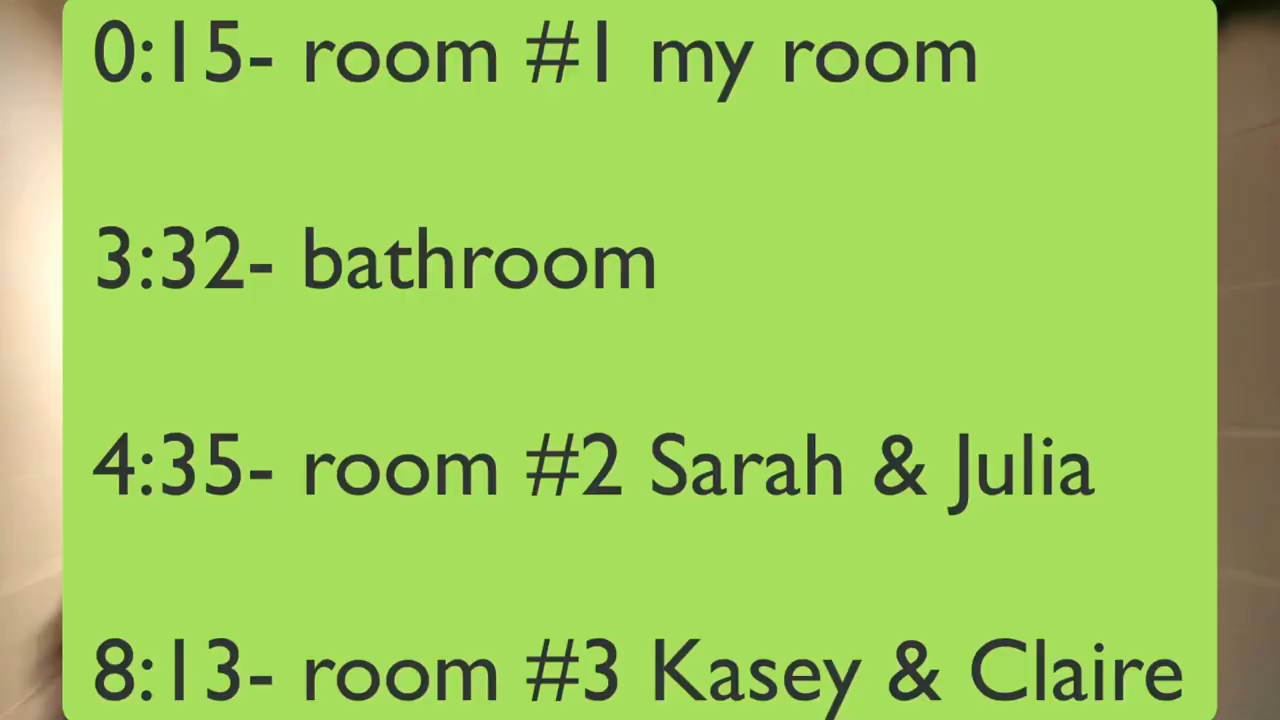 0:15- room #1 my room
3:32- bathroom
4:35- room #2 Sarah & Julia
8:13- room #3 Kasey & Claire